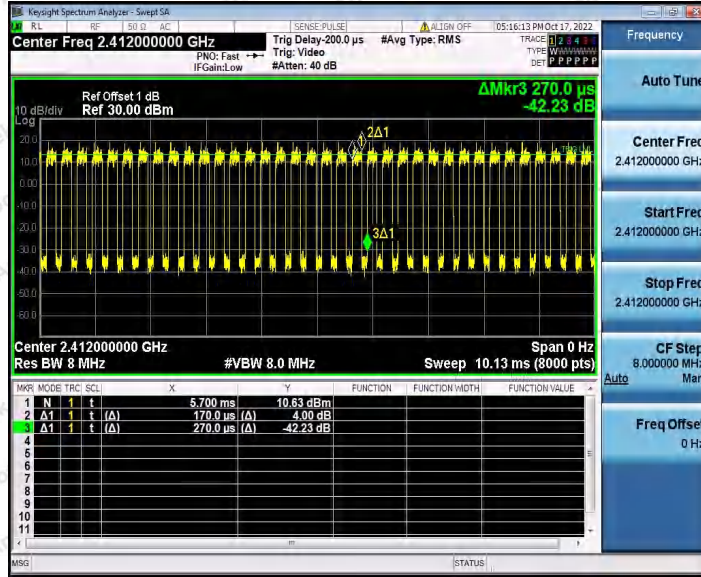 Keysight Spectrum Analyzer - Swept SA
RL RF 50 Ω AC SENSE:PULSE ALIGN OFF 05:16:13 PM Oct 17, 2022
Center Freq 2.412000000 GHz
PNO: Fast
IFGain:Low
Trig Delay-200.0 µs
Trig: Video
#Atten: 40 dB
#Avg Type: RMS
TRACE 1 2 3 4 5 6
TYPE
DET P P P P P P
Frequency
Auto Tune
Center Freq
2.412000000 GHz
Start Freq
2.412000000 GHz
Stop Freq
2.412000000 GHz
CF Step
8.000000 MHz
Auto Man
Freq Offset
0 Hz
ΔMkr3 270.0 µs
-42.23 dB
Ref Offset 1 dB
10 dB/div Ref 30.00 dBm
Log
20.0
10.0
0.00
-10.0
-20.0
-30.0
-40.0
-50.0
-60.0
2Δ1
3Δ1
Center 2.412000000 GHz Span 0 Hz
Res BW 8 MHz #VBW 8.0 MHz Sweep 10.13 ms (8000 pts)
MKR MODE TRC SCL X Y FUNCTION FUNCTION WIDTH FUNCTION VALUE
1 N 1 t 5.700 ms 10.63 dBm
2 Δ1 1 t (Δ) 170.0 µs (Δ) 4.00 dB
3 Δ1 1 t (Δ) 270.0 µs (Δ) -42.23 dB
4
5
6
7
8
9
10
11
MSG STATUS